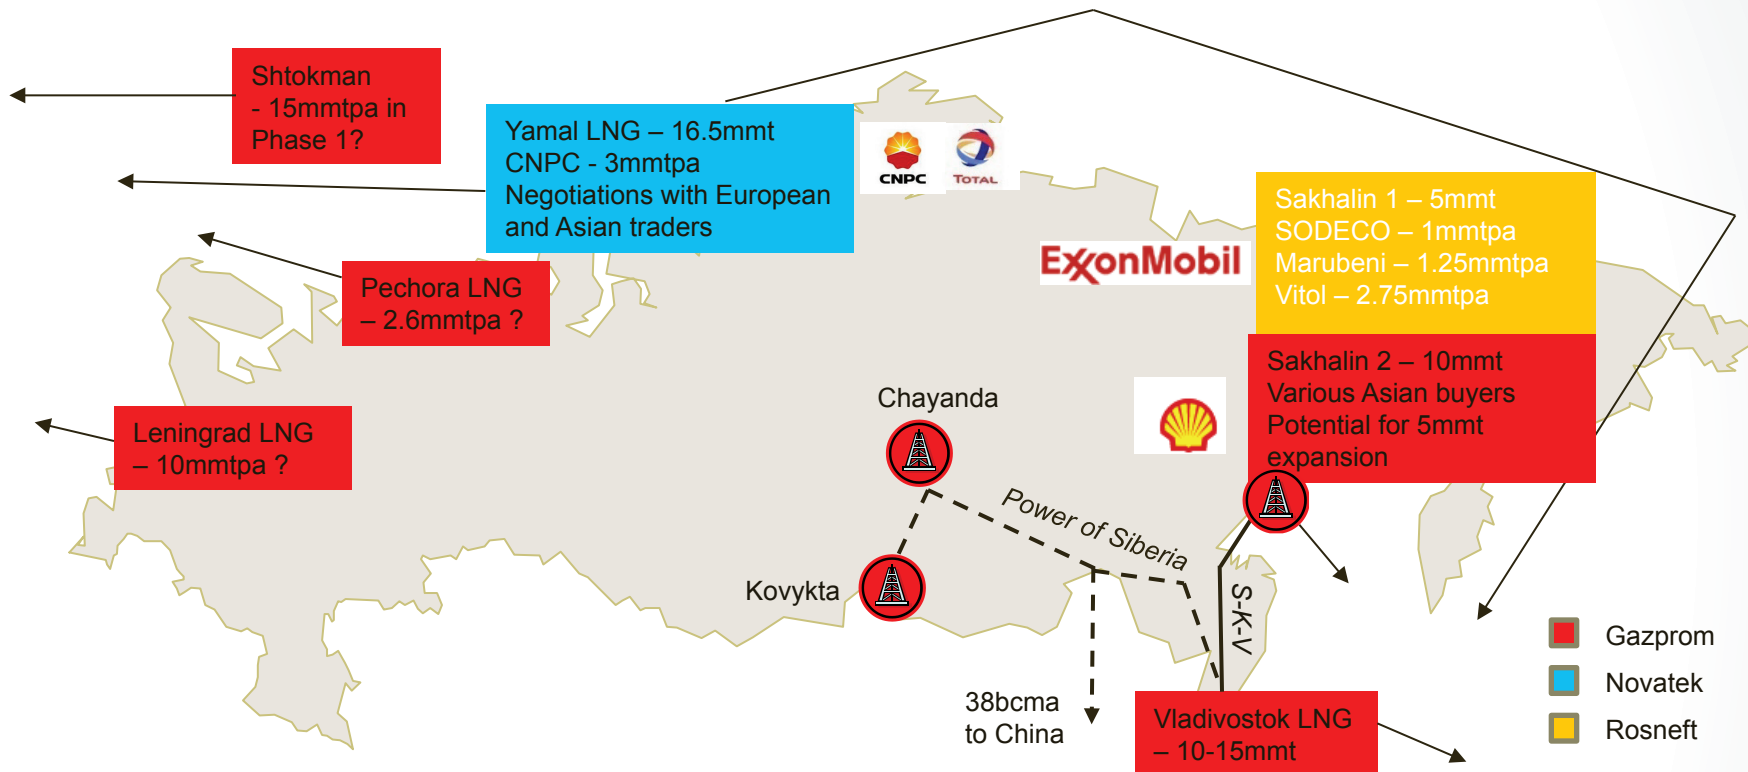 Shtokman
- 15mmtpa in
Phase 1?
Yamal LNG – 16.5mmt
CNPC - 3mmtpa
Negotiations with European
and Asian traders
CNPC
TOTAL
Sakhalin 1 – 5mmt
SODECO – 1mmtpa
Marubeni – 1.25mmtpa
Vitol – 2.75mmtpa
ExxonMobil
Pechora LNG
– 2.6mmtpa ?
Sakhalin 2 – 10mmt
Various Asian buyers
Potential for 5mmt
expansion
Chayanda
Leningrad LNG
– 10mmtpa ?
Power of Siberia
Kovykta
S-K-V
38bcma
to China
Vladivostok LNG
– 10-15mmt
Gazprom
Novatek
Rosneft